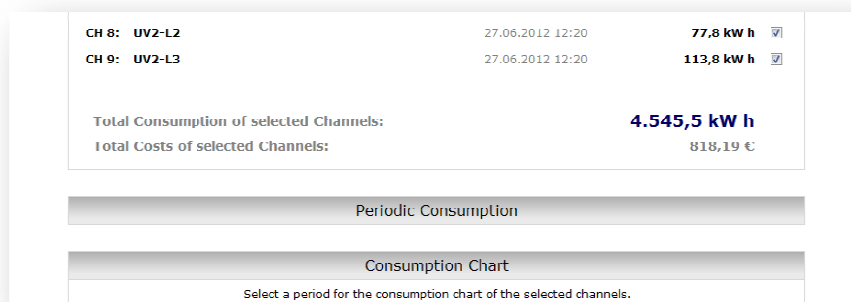 CH 8: UV2-L2 27.06.2012 12:20 77,8 kW h
CH 9: UV2-L3 27.06.2012 12:20 113,8 kW h
Total Consumption of selected Channels: 4.545,5 kW h
Total Costs of selected Channels: 818,19 €
Periodic Consumption
Consumption Chart
Select a period for the consumption chart of the selected channels.